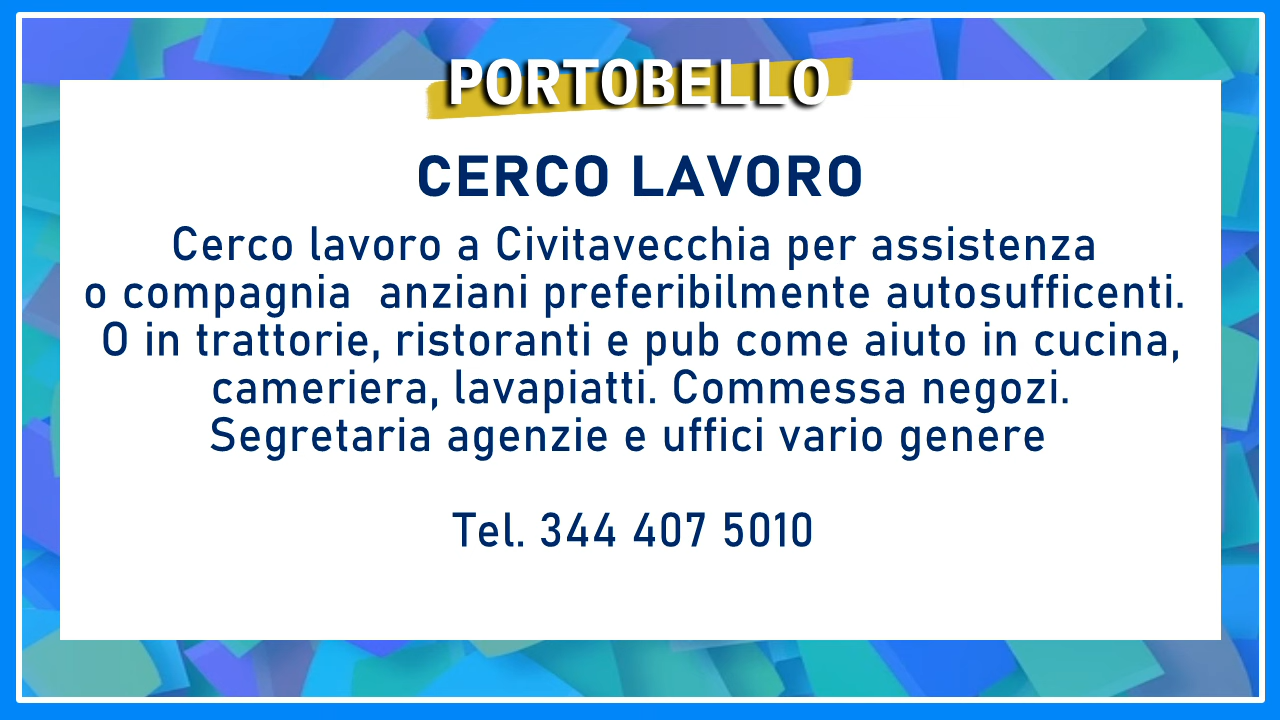 PORTOBELLO
CERCO LAVORO
Cerco lavoro a Civitavecchia per assistenza
o compagnia  anziani preferibilmente autosufficenti.
O in trattorie, ristoranti e pub come aiuto in cucina,
cameriera, lavapiatti. Commessa negozi.
Segretaria agenzie e uffici vario genere
Tel. 344 407 5010